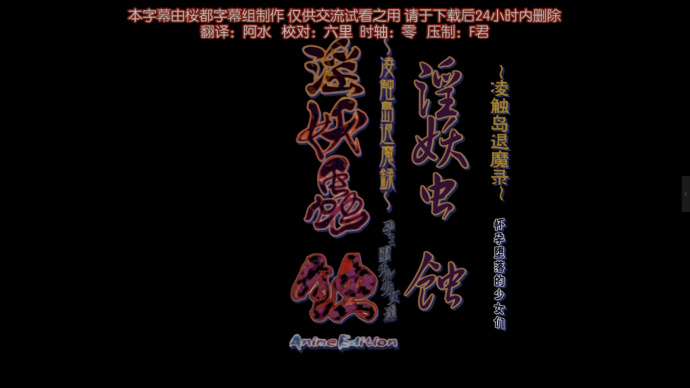 本字幕由桜都字幕组制作 仅供交流试看之用 请于下载后24小时内删除
翻译：阿水 校对：六里 时轴：零 压制：F君
～凌触岛退魔录～
怀孕堕落的少女们
淫妖虫 蚀
～凌触島退魔録～
淫妖蟲 蝕
Anime Edition